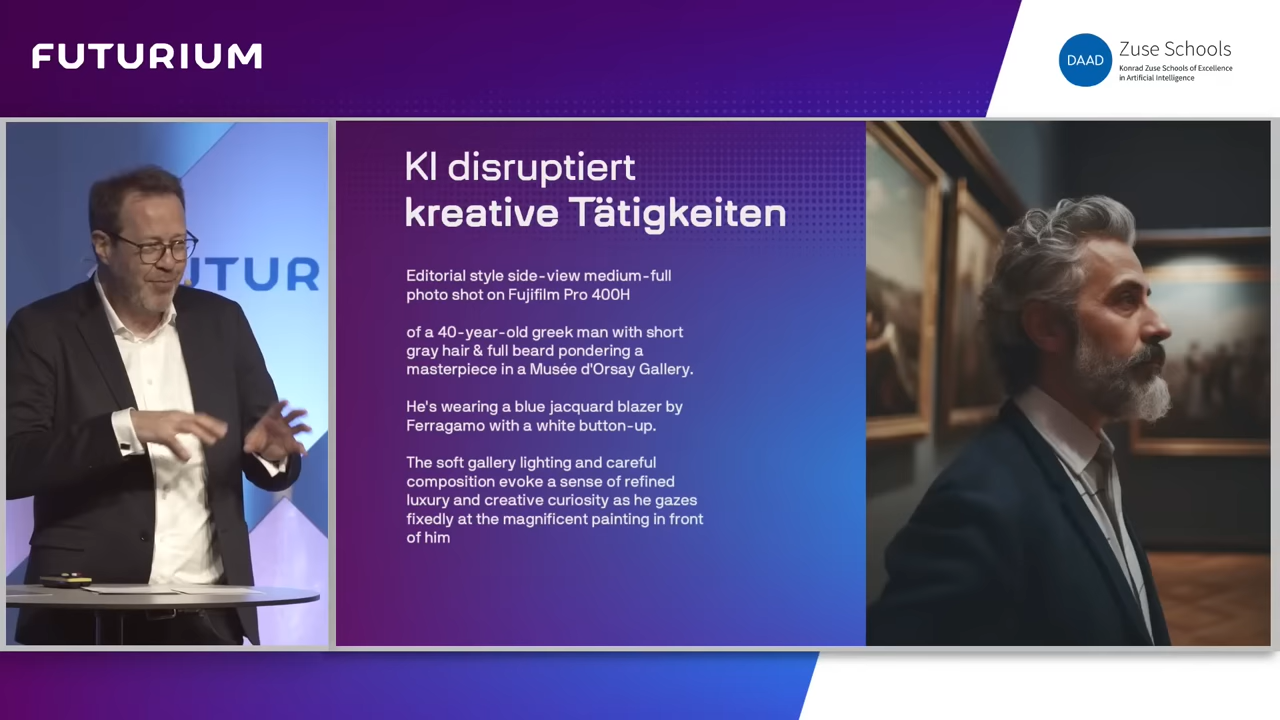 FUTURIUM
DAAD
Zuse Schools
Konrad Zuse Schools of Excellence
in Artificial Intelligence
UTUR
KI disruptiert
kreative Tätigkeiten
Editorial style side-view medium-full
photo shot on Fujifilm Pro 400H
of a 40-year-old greek man with short
gray hair & full beard pondering a
masterpiece in a Musée d'Orsay Gallery.
He's wearing a blue jacquard blazer by
Ferragamo with a white button-up.
The soft gallery lighting and careful
composition evoke a sense of refined
luxury and creative curiosity as he gazes
fixedly at the magnificent painting in front
of him